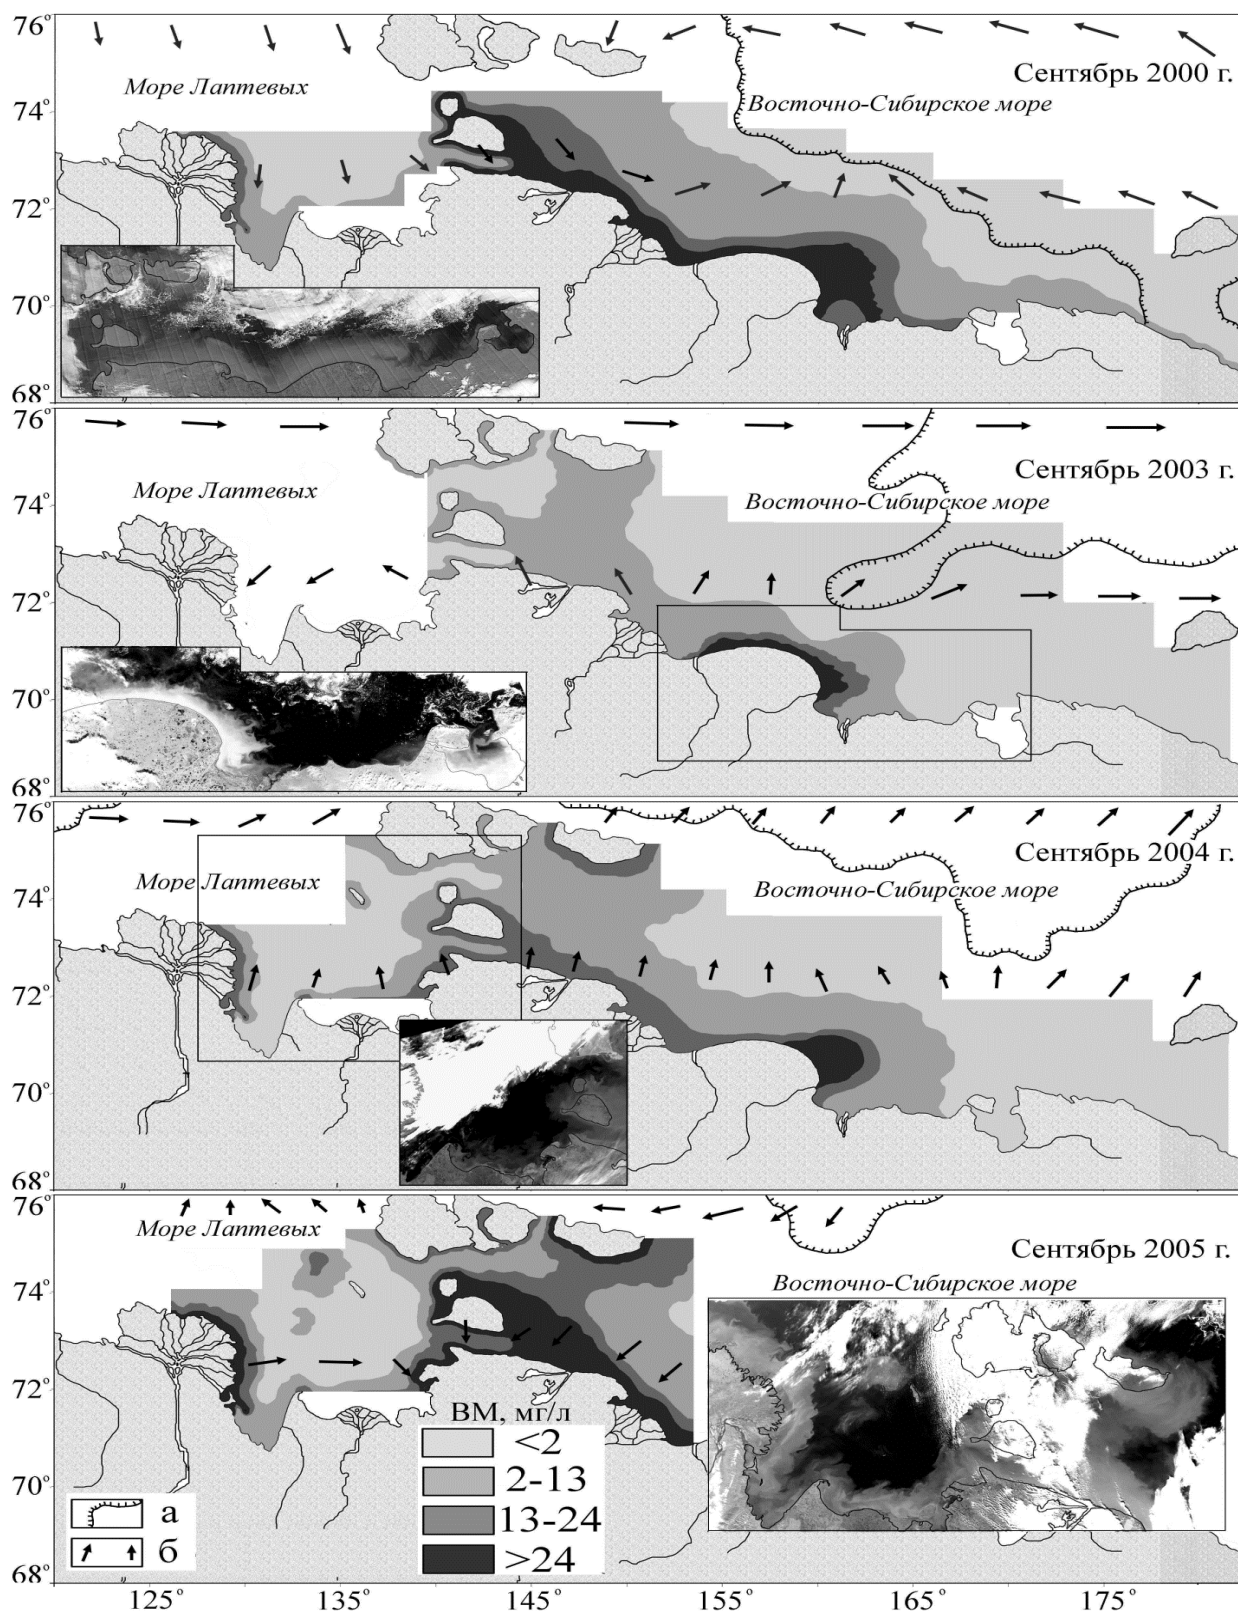 76°
74°
72°
70°
68°
Море Лаптевых
Сентябрь 2000 г.
Восточно-Сибирское море
76°
74°
72°
70°
68°
Море Лаптевых
Сентябрь 2003 г.
Восточно-Сибирское море
76°
74°
72°
70°
68°
Море Лаптевых
Сентябрь 2004 г.
Восточно-Сибирское море
76°
74°
72°
70°
68°
Море Лаптевых
Сентябрь 2005 г.
Восточно-Сибирское море
ВМ, мг/л
<2
2-13
13-24
>24
а
б
125° 135° 145° 155° 165° 175°